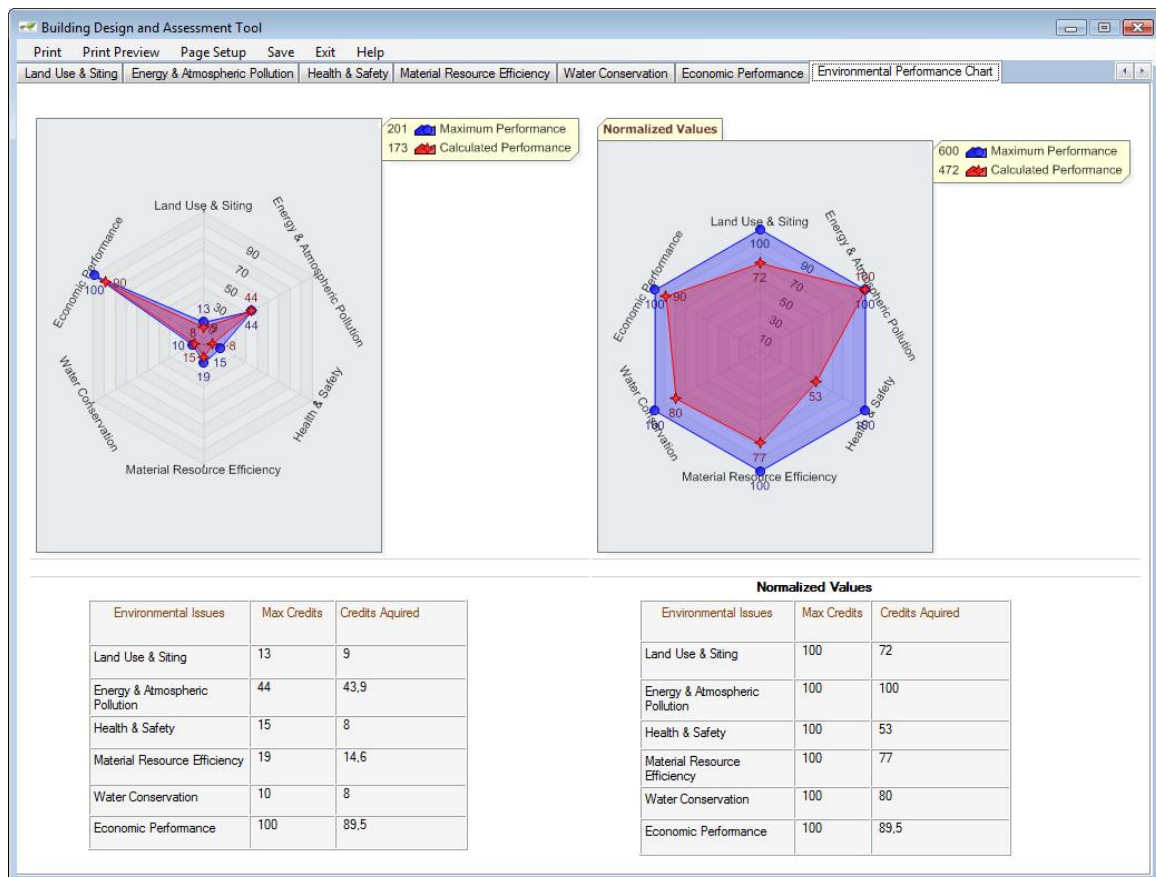 Building Design and Assessment Tool
Print Print Preview Page Setup Save Exit Help
Land Use & Siting Energy & Atmospheric Pollution Health & Safety Material Resource Efficiency Water Conservation Economic Performance Environmental Performance Chart
201 Maximum Performance
173 Calculated Performance
Land Use & Siting
Energy & Atmospheric Pollution
Health & Safety
Material Resource Efficiency
Water Conservation
Economic Performance
90
70
50
30
13
9
44
44
8
15
15
19
8
10
90
100
Normalized Values
600 Maximum Performance
472 Calculated Performance
Land Use & Siting
Energy & Atmospheric Pollution
Health & Safety
Material Resource Efficiency
Water Conservation
Economic Performance
90
70
50
30
10
100
72
100
100
53
100
77
100
80
100
90
100
Environmental Issues Max Credits Credits Aquired
Land Use & Siting 13 9
Energy & Atmospheric
Pollution 44 43,9
Health & Safety 15 8
Material Resource Efficiency 19 14,6
Water Conservation 10 8
Economic Performance 100 89,5
Normalized Values
Environmental Issues Max Credits Credits Aquired
Land Use & Siting 100 72
Energy & Atmospheric
Pollution 100 100
Health & Safety 100 53
Material Resource
Efficiency 100 77
Water Conservation 100 80
Economic Performance 100 89,5